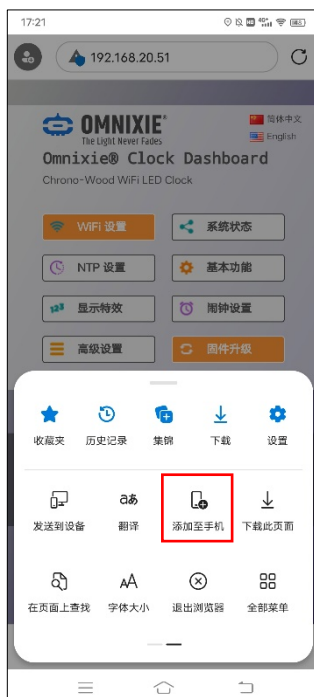 17:21
192.168.20.51
OMNIXIE®
The Light Never Fades
简体中文
English
Omnixie® Clock Dashboard
Chrono-Wood WiFi LED Clock
WiFi 设置
系统状态
NTP 设置
基本功能
123 显示特效
闹钟设置
高级设置
固件升级
收藏夹
历史记录
集锦
下载
设置
发送到设备
aあ
翻译
添加至手机
下载此页面
在页面上查找
AA
字体大小
退出浏览器
全部菜单